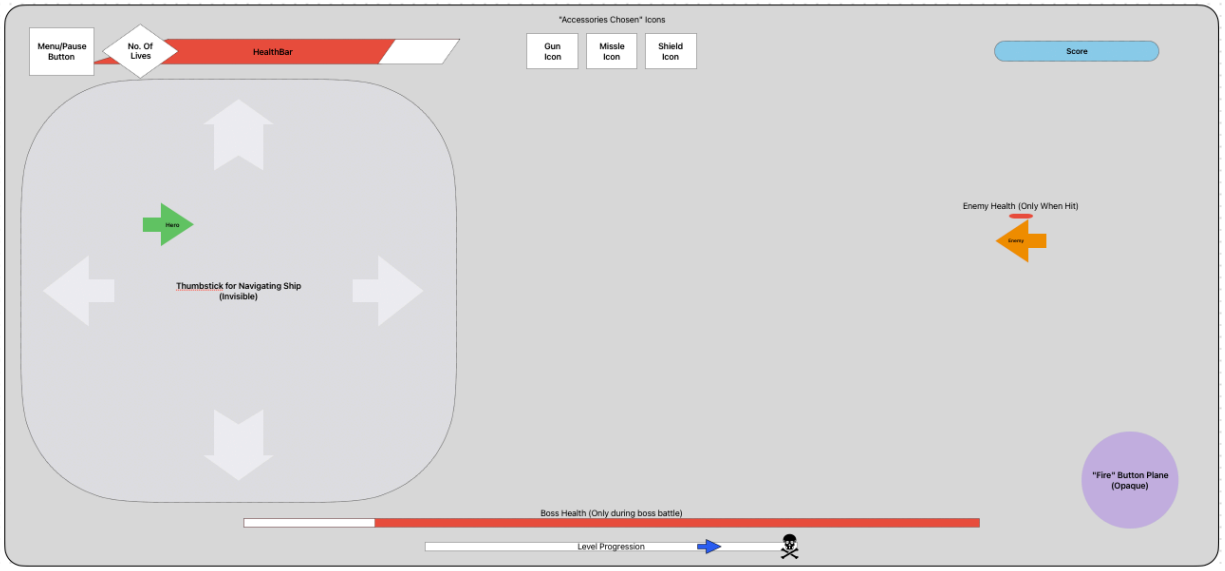 "Accessories Chosen" Icons
Menu/Pause
Button
No. Of
Lives
HealthBar
Gun
Icon
Missle
Icon
Shield
Icon
Score
Hero
Enemy Health (Only When Hit)
Enemy
Thumbstick for Navigating Ship
(Invisible)
"Fire" Button Plane
(Opaque)
Boss Health (Only during boss battle)
Level Progression